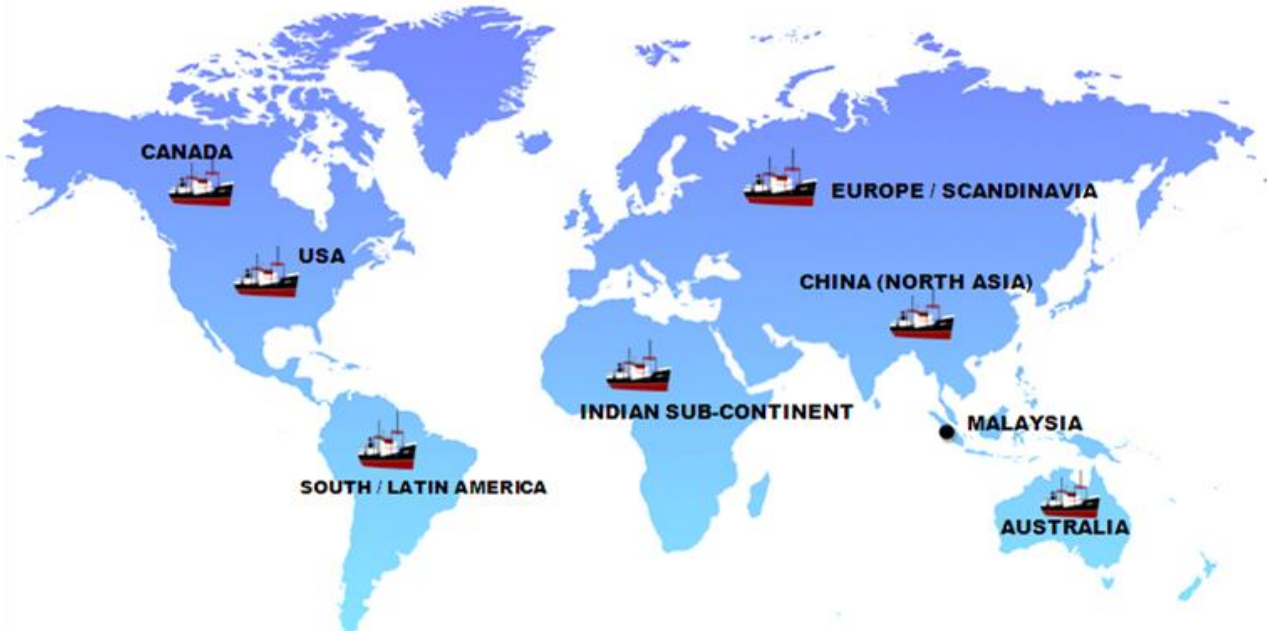 CANADA
EUROPE / SCANDINAVIA
USA
CHINA (NORTH ASIA)
INDIAN SUB-CONTINENT
MALAYSIA
SOUTH / LATIN AMERICA
AUSTRALIA